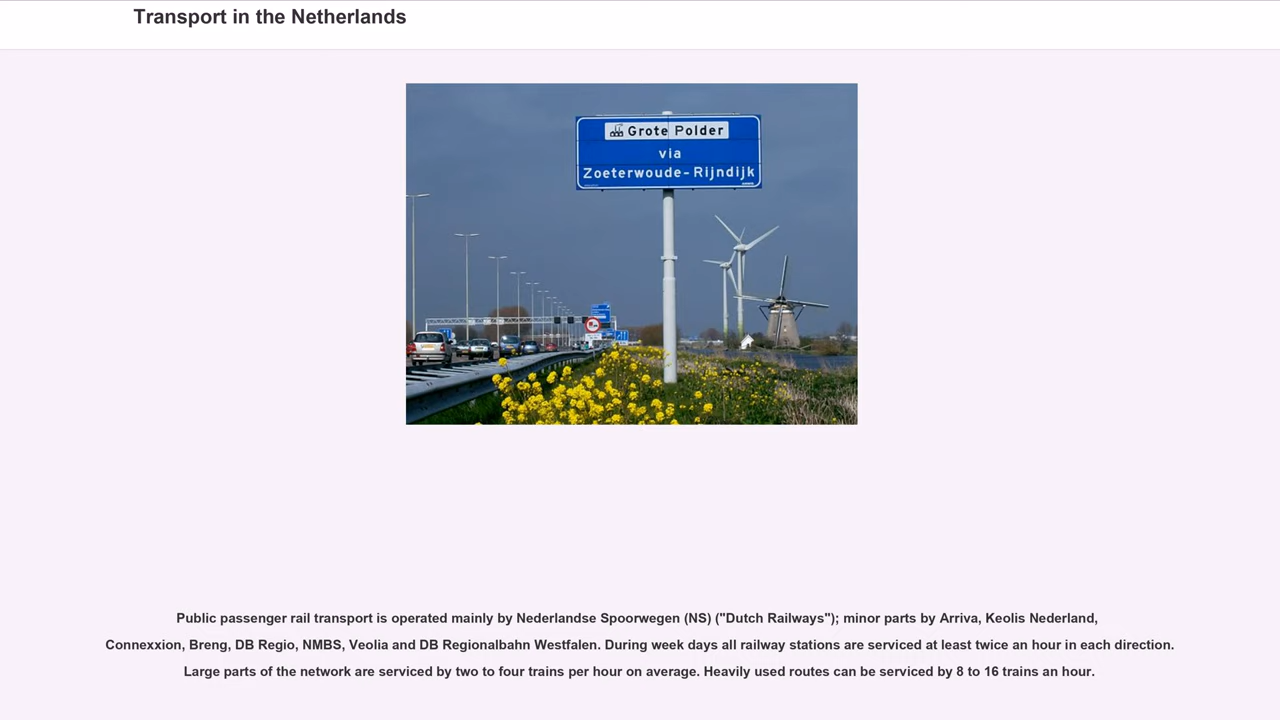 Transport in the Netherlands
Grote Polder
via
Zoeterwoude-Rijndijk
Public passenger rail transport is operated mainly by Nederlandse Spoorwegen (NS) ("Dutch Railways"); minor parts by Arriva, Keolis Nederland,
Connexxion, Breng, DB Regio, NMBS, Veolia and DB Regionalbahn Westfalen. During week days all railway stations are serviced at least twice an hour in each direction.
Large parts of the network are serviced by two to four trains per hour on average. Heavily used routes can be serviced by 8 to 16 trains an hour.